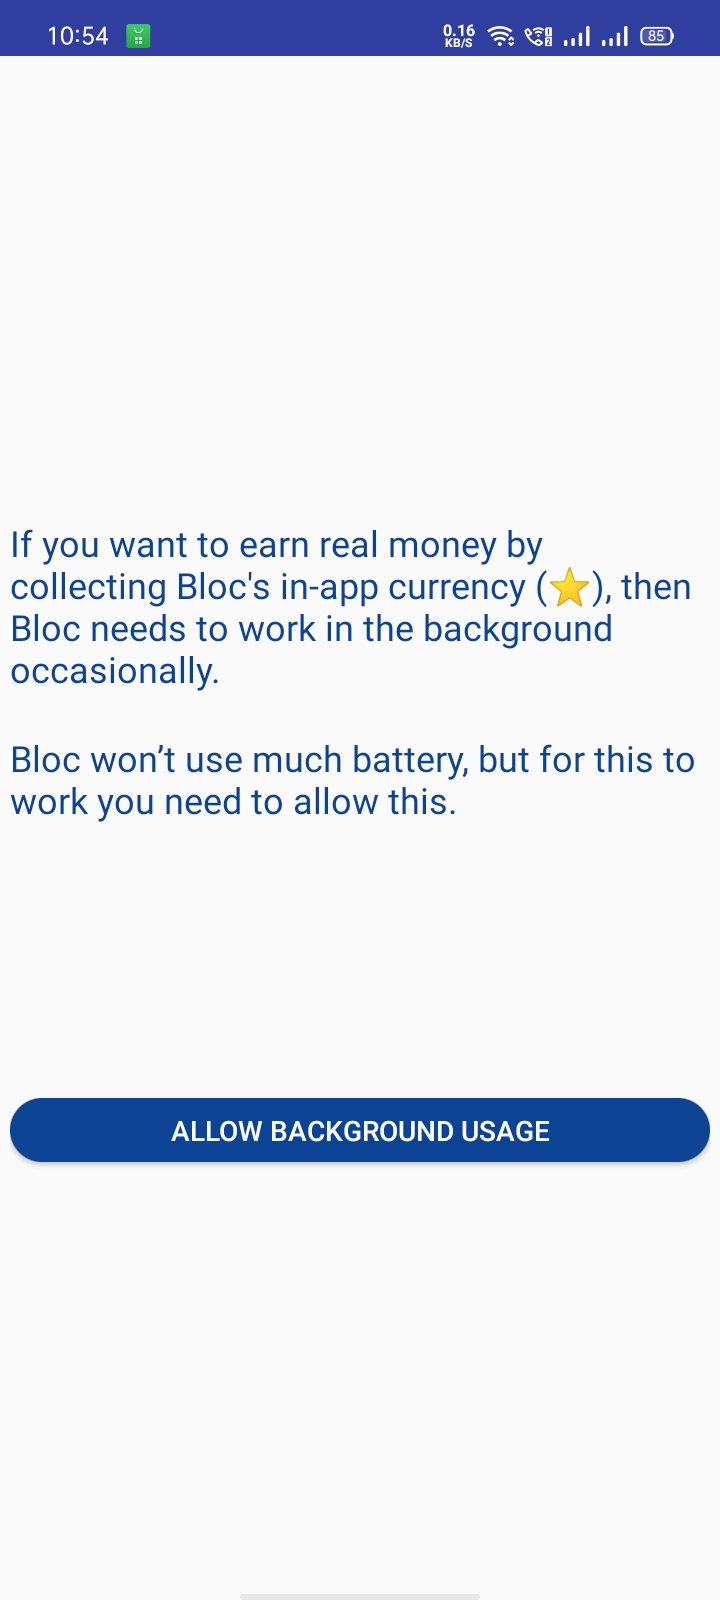 10:54
0.16
KB/S
85
If you want to earn real money by
collecting Bloc's in-app currency (⭐), then
Bloc needs to work in the background
occasionally.
Bloc won’t use much battery, but for this to
work you need to allow this.
ALLOW BACKGROUND USAGE